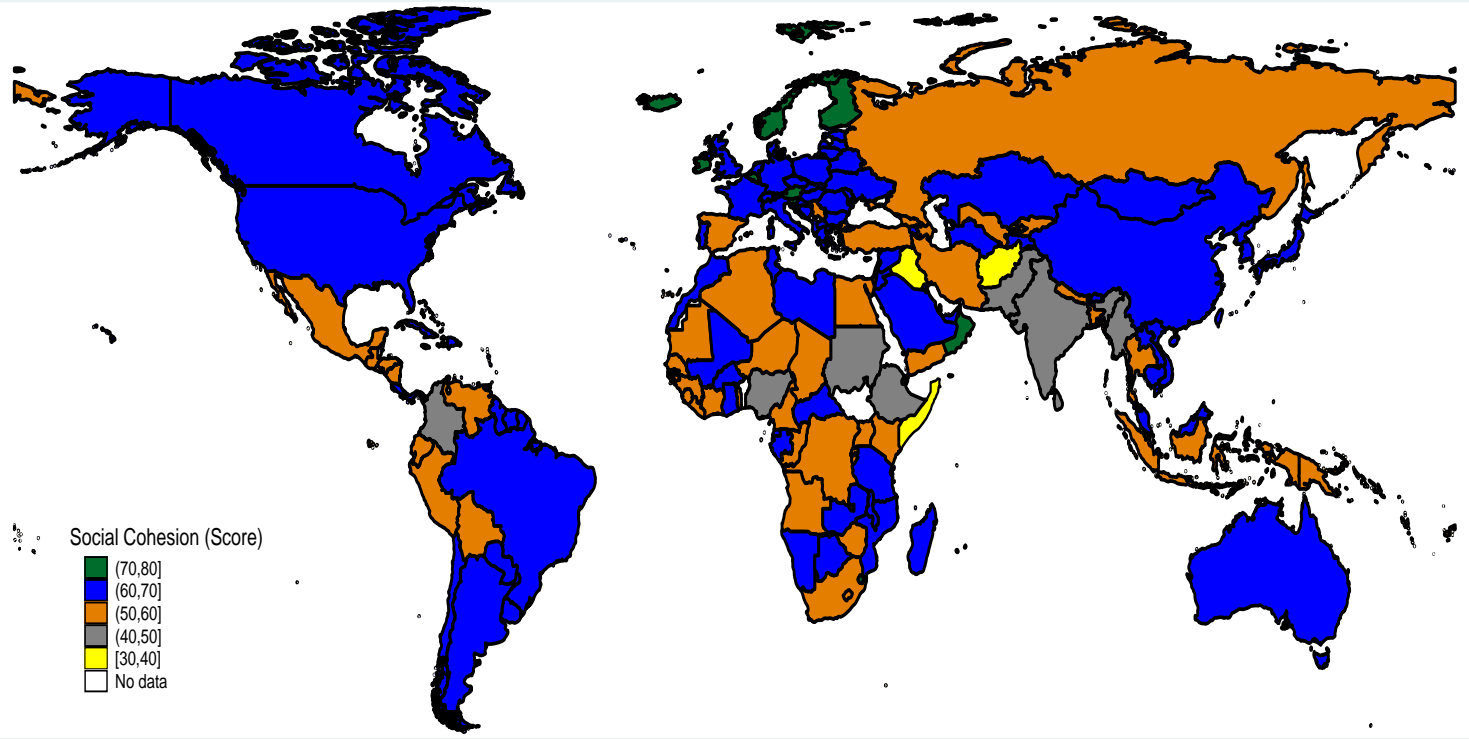 Social Cohesion (Score)
(70,80]
(60,70]
(50,60]
(40,50]
[30,40]
No data